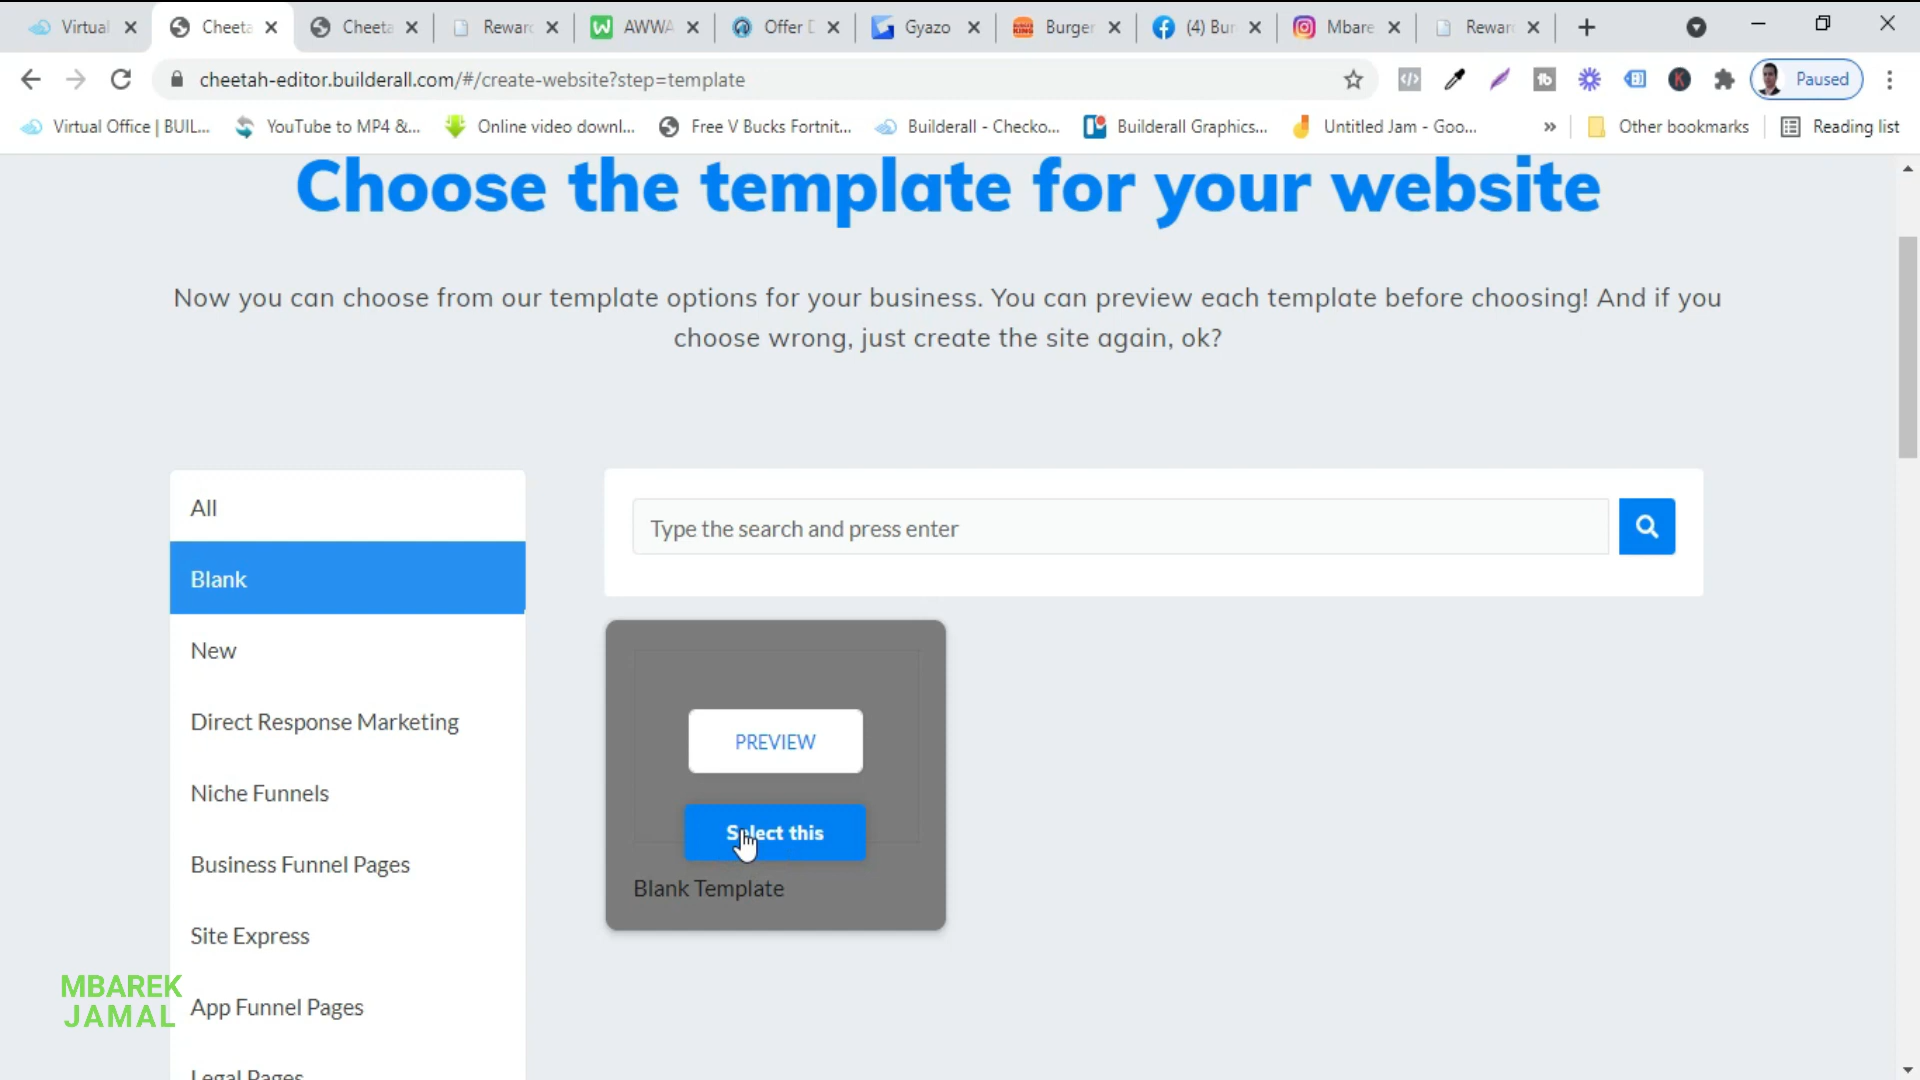 Virtual
Cheeta
Cheeta
Rewar
AWWA
Offer D
Gyazo
Burger
(4) Bur
Mbare
Rewar
cheetah-editor.builderall.com/#/create-website?step=template
Paused
Virtual Office | BUIL...
YouTube to MP4 &...
Online video downl...
Free V Bucks Fortnit...
Builderall - Checko...
Builderall Graphics...
Untitled Jam - Goo...
»
Other bookmarks
Reading list
Choose the template for your website
Now you can choose from our template options for your business. You can preview each template before choosing! And if you
choose wrong, just create the site again, ok?
All
Blank
New
Direct Response Marketing
Niche Funnels
Business Funnel Pages
Site Express
App Funnel Pages
Legal Pages
Type the search and press enter
PREVIEW
Select this
Blank Template
MBAREK
JAMAL